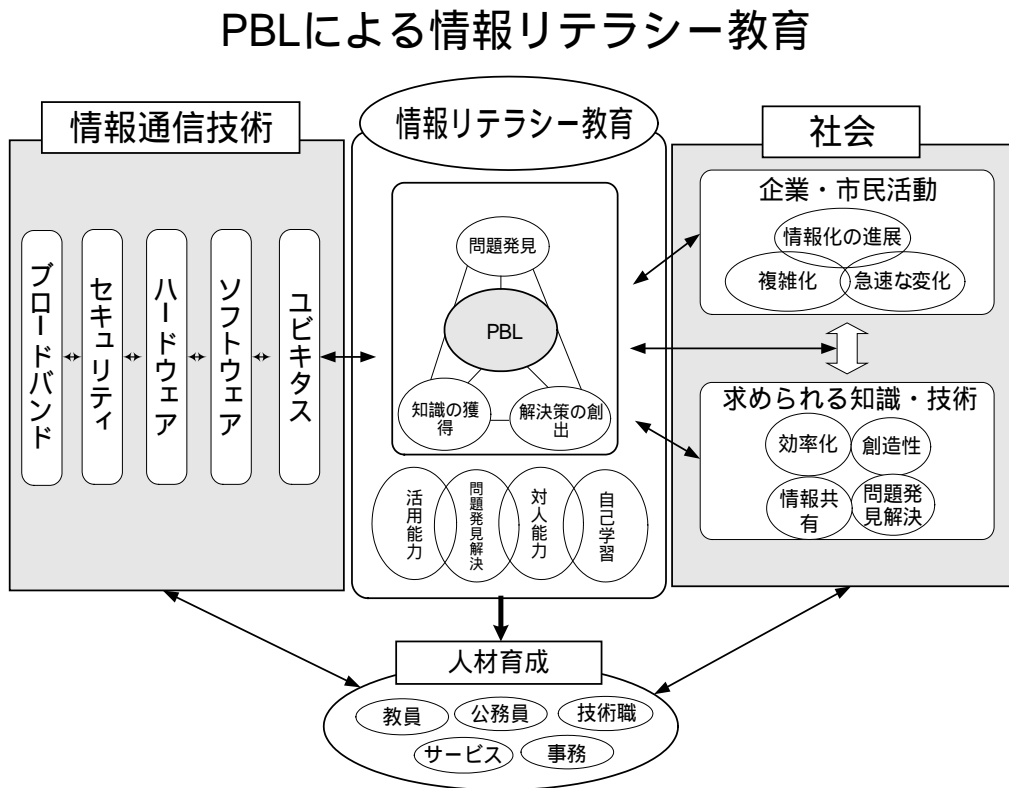 PBLによる情報リテラシー教育
情報通信技術
ブロードバンド
セキュリティ
ハードウェア
ソフトウェア
ユビキタス
情報リテラシー教育
問題発見
PBL
知識の獲
得
解決策の創
出
活用能力
問題発見解決
対人能力
自己学習
社会
企業・市民活動
情報化の進展
複雑化
急速な変化
求められる知識・技術
効率化
創造性
情報共
有
問題発
見解決
人材育成
教員
公務員
技術職
サービス
事務